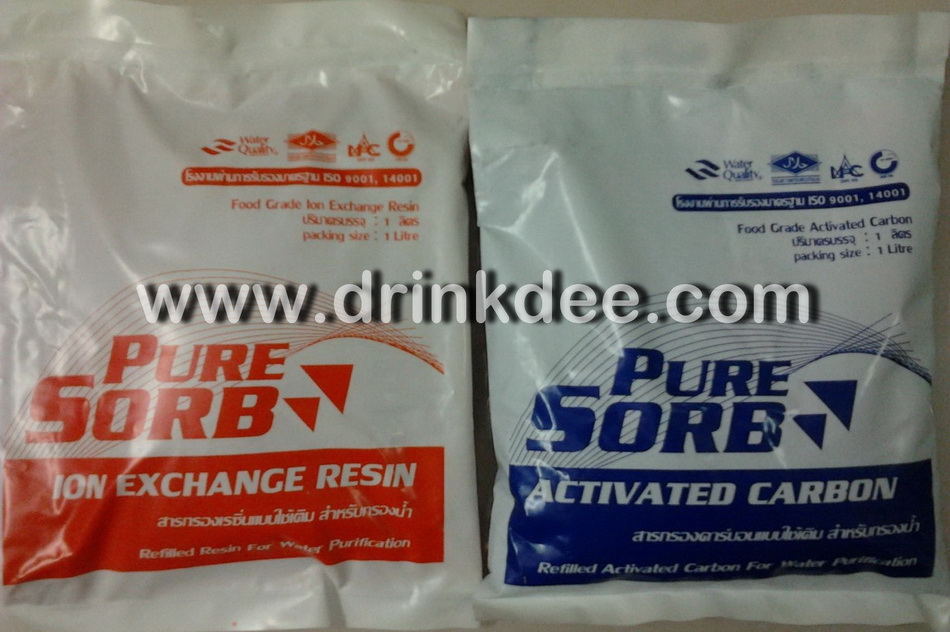 Water
Quality
MAC
โรงงานผ่านการรับรองมาตรฐาน ISO 9001, 14001
Food Grade Ion Exchange Resin
ปริมาตรบรรจุ : 1 ลิตร
packing size : 1 Litre
PURE
SORB
ION EXCHANGE RESIN
สารกรองเรซิ่นแบบใช้เติม สำหรับกรองน้ำ
Refilled Resin For Water Purification
Water
Quality
MAC
โรงงานผ่านการรับรองมาตรฐาน ISO 9001, 14001
Food Grade Activated Carbon
ปริมาตรบรรจุ : 1 ลิตร
packing size : 1 Litre
PURE
SORB
ACTIVATED CARBON
สารกรองคาร์บอนแบบใช้เติม สำหรับกรองน้ำ
Refilled Activated Carbon For Water Purification
www.drinkdee.com